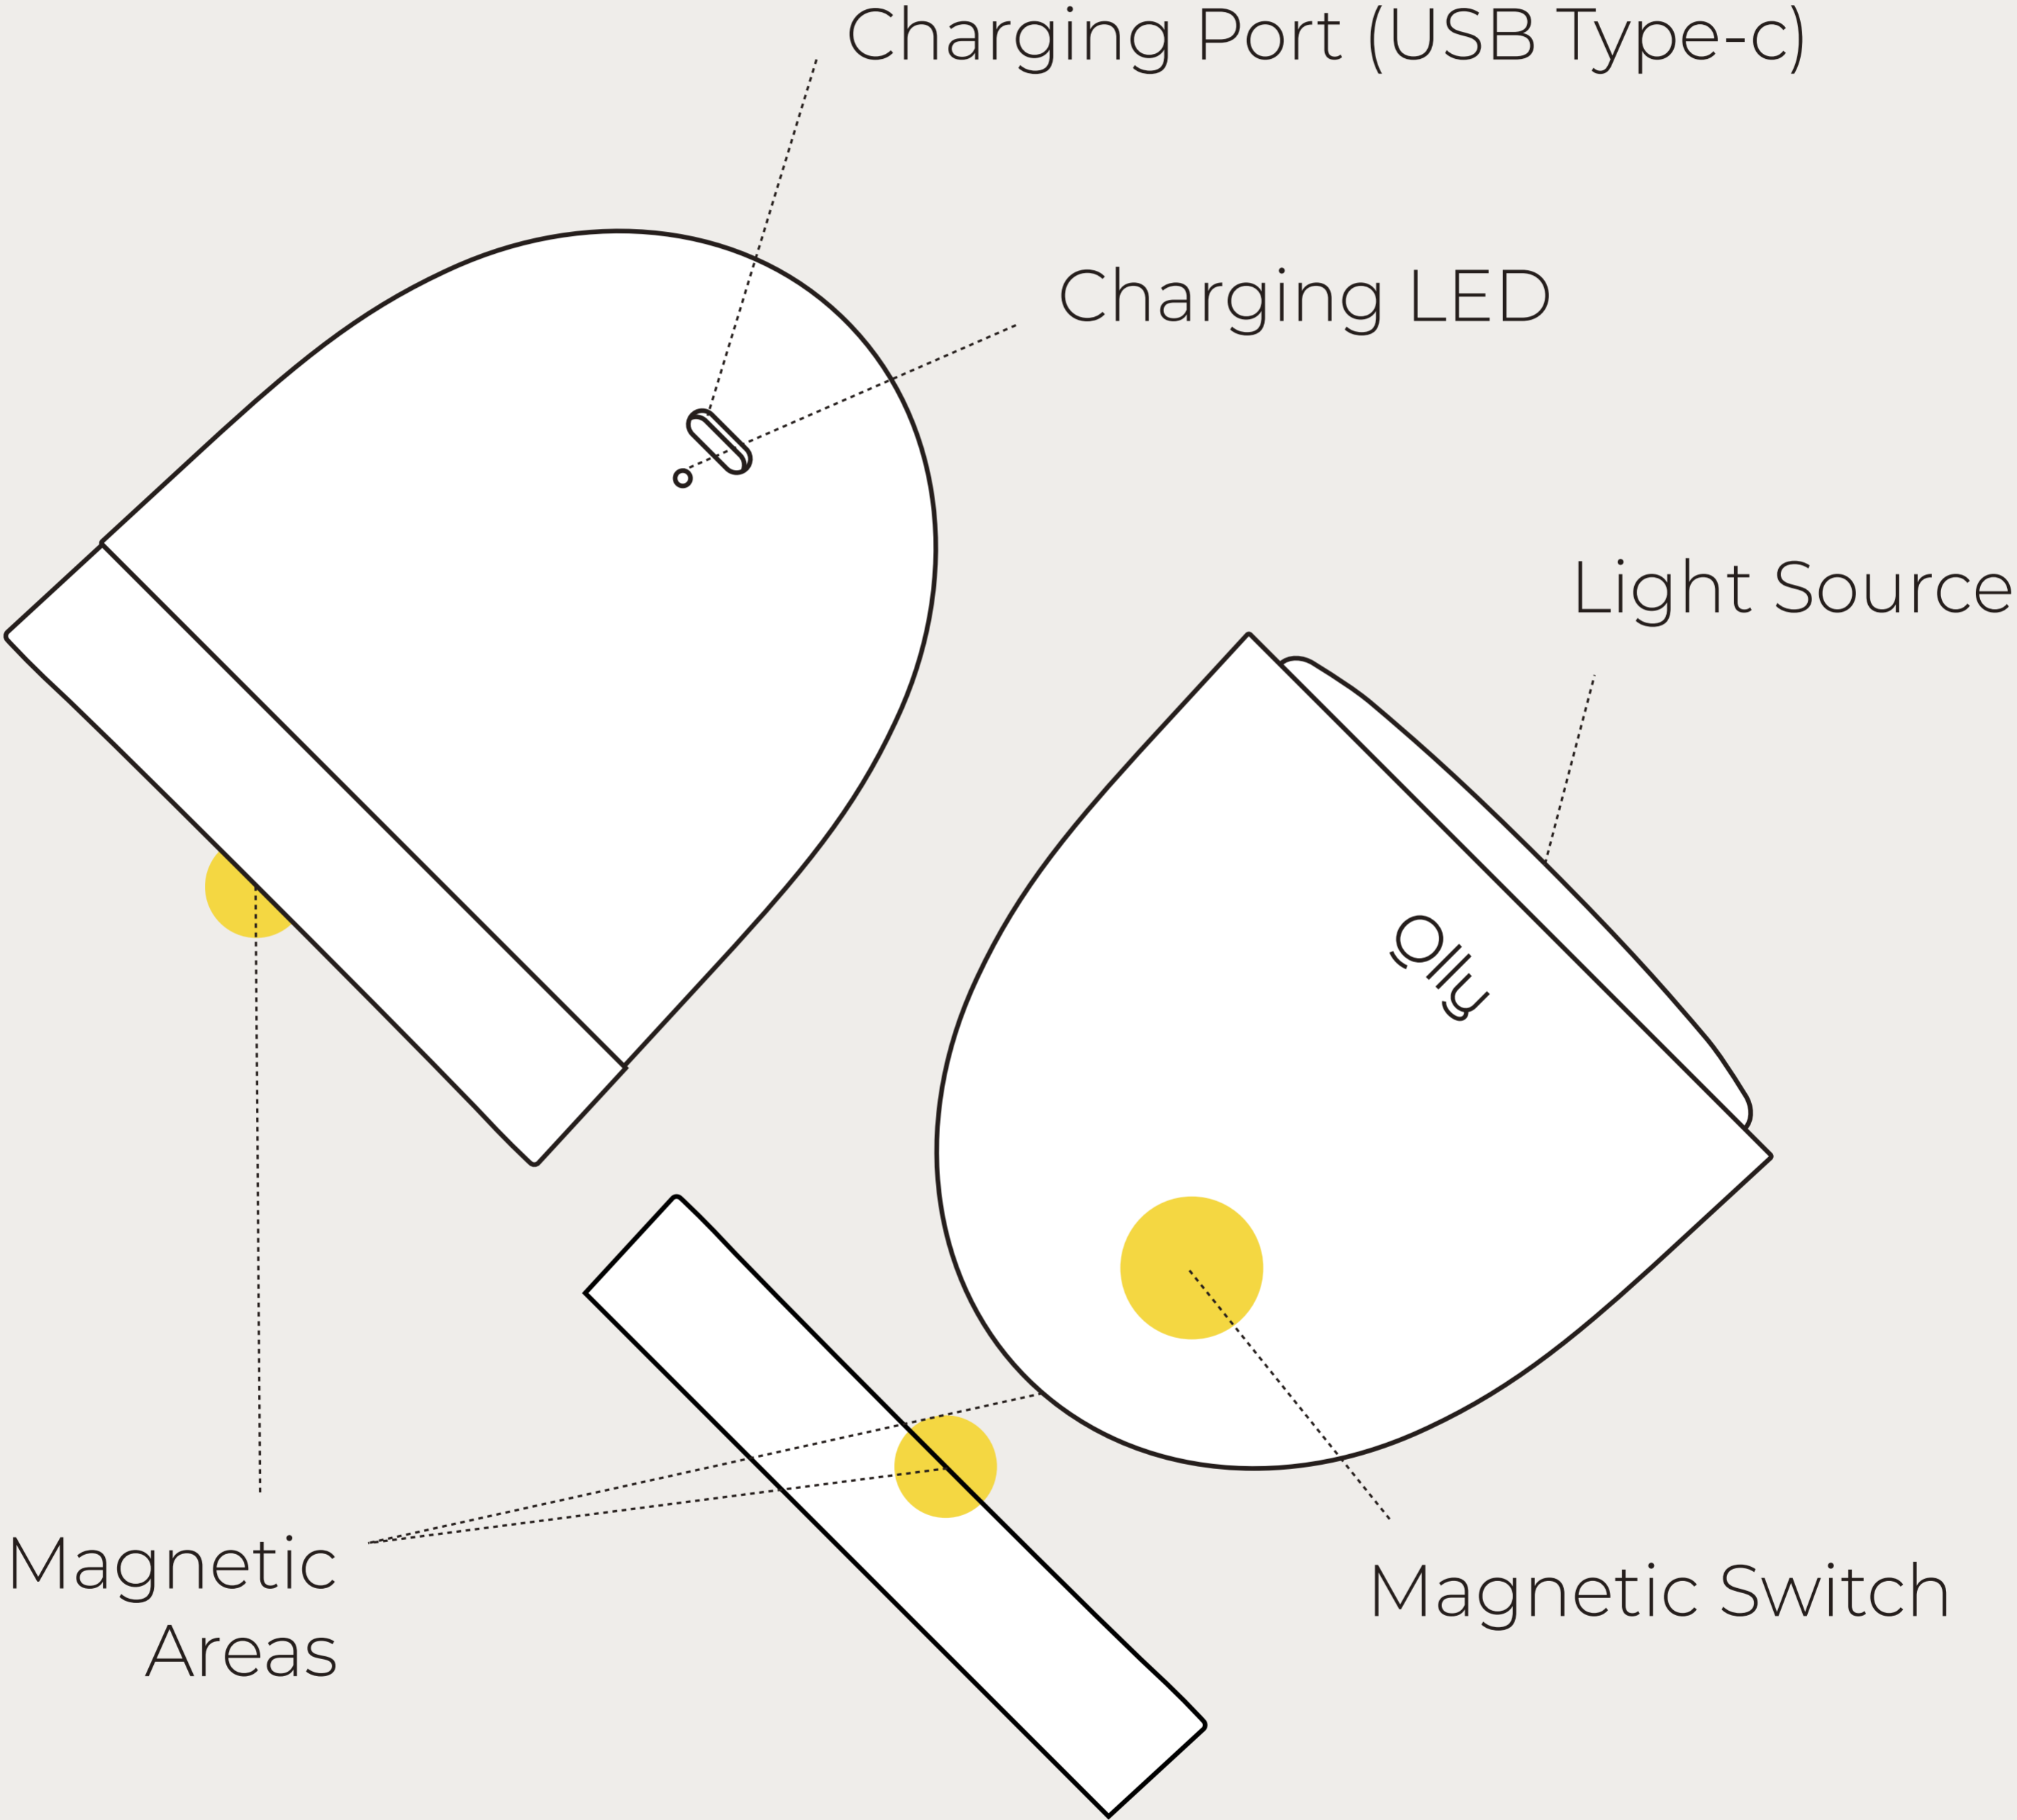 Charging Port (USB Type-c)
Charging LED
Light Source
olly
Magnetic Switch
Magnetic
Areas